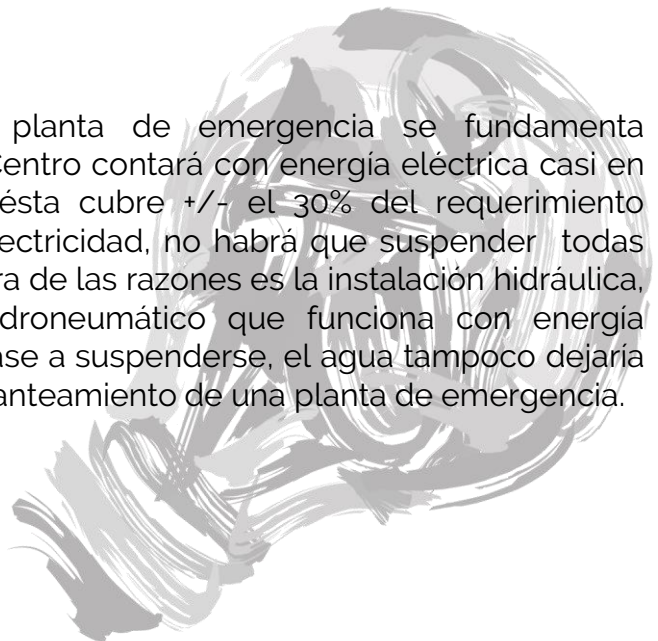 planta de emergencia se fundamenta
Centro contará con energía eléctrica casi en
ésta cubre +/- el 30% del requerimiento
ectricidad, no habrá que suspender todas
ra de las razones es la instalación hidráulica,
droneumático que funciona con energía
ase a suspenderse, el agua tampoco dejaría
anteamiento de una planta de emergencia.